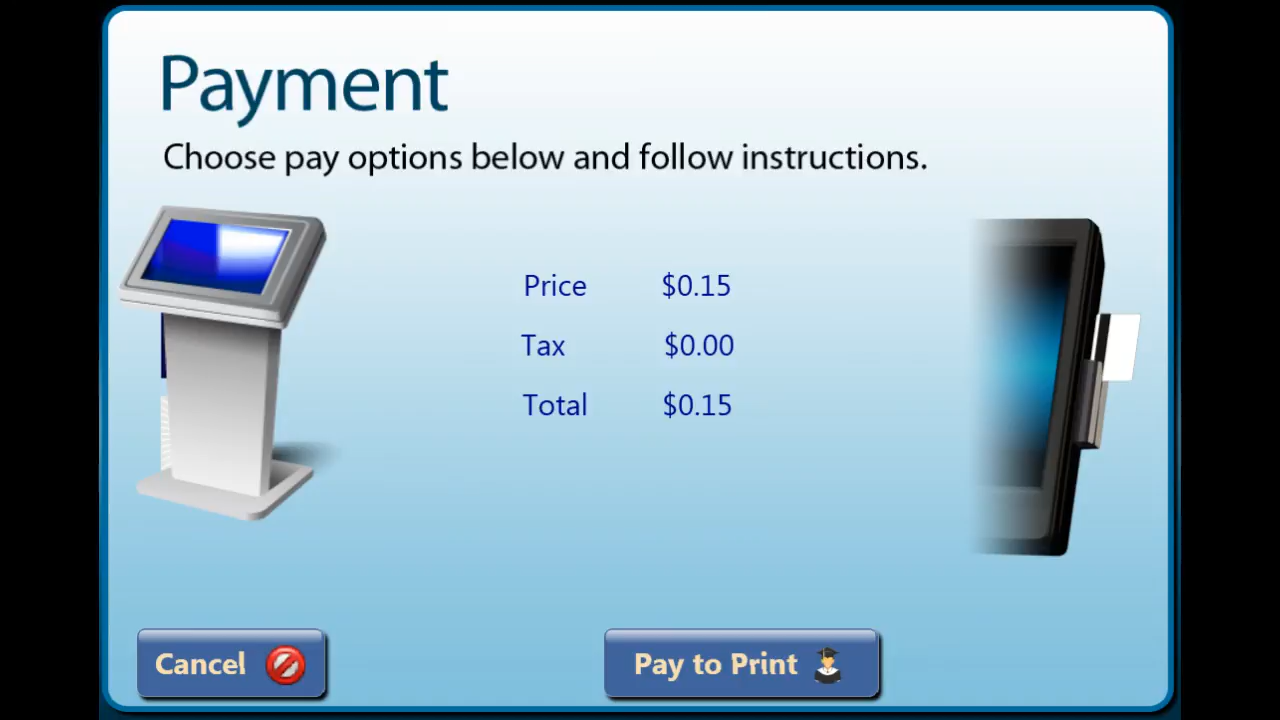 Payment
Choose pay options below and follow instructions.
Price $0.15
Tax $0.00
Total $0.15
Cancel
Pay to Print